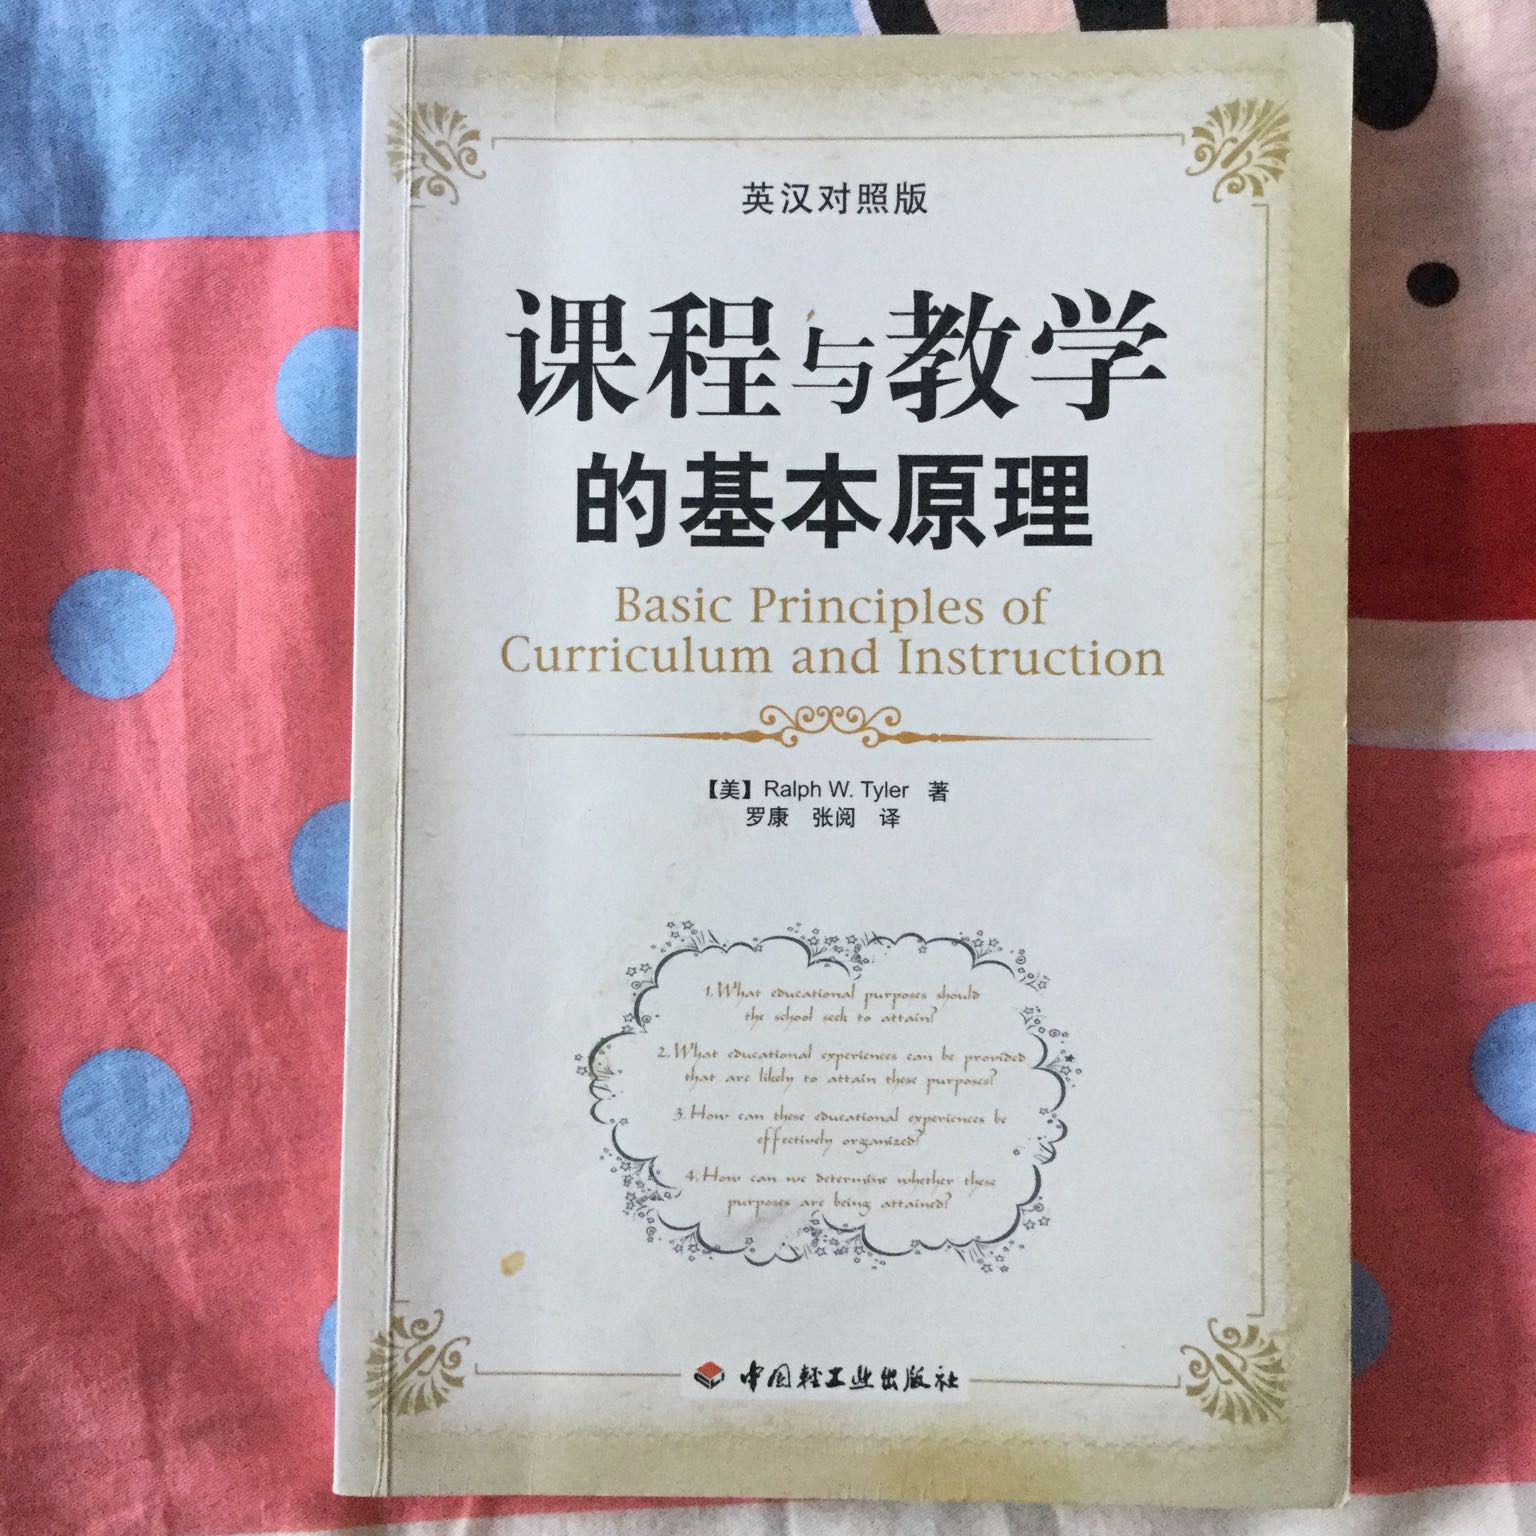 英汉对照版
课程与教学
的基本原理
Basic Principles of
Curriculum and Instruction
【美】Ralph W. Tyler 著
罗康 张阅 译
1. What educational purposes should
the school seek to attain?
2. What educational experiences can be provided
that are likely to attain these purposes?
3. How can these educational experiences be
effectively organized?
4. How can we determine whether these
purposes are being attained?
中国轻工业出版社